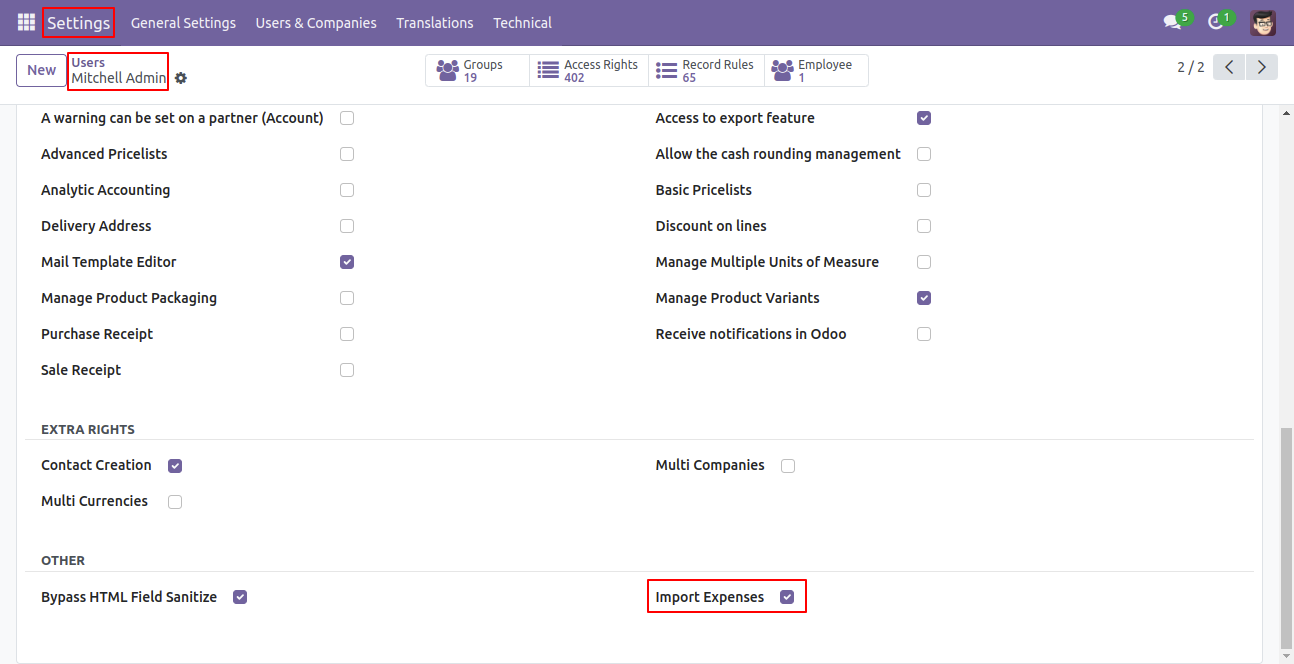 Settings General Settings Users & Companies Translations Technical 5 1
New Users Groups Access Rights Record Rules Employee 2 / 2
Mitchell Admin 19 402 65 1
A warning can be set on a partner (Account) Access to export feature
Advanced Pricelists Allow the cash rounding management
Analytic Accounting Basic Pricelists
Delivery Address Discount on lines
Mail Template Editor Manage Multiple Units of Measure
Manage Product Packaging Manage Product Variants
Purchase Receipt Receive notifications in Odoo
Sale Receipt
EXTRA RIGHTS
Contact Creation Multi Companies
Multi Currencies
OTHER
Bypass HTML Field Sanitize Import Expenses